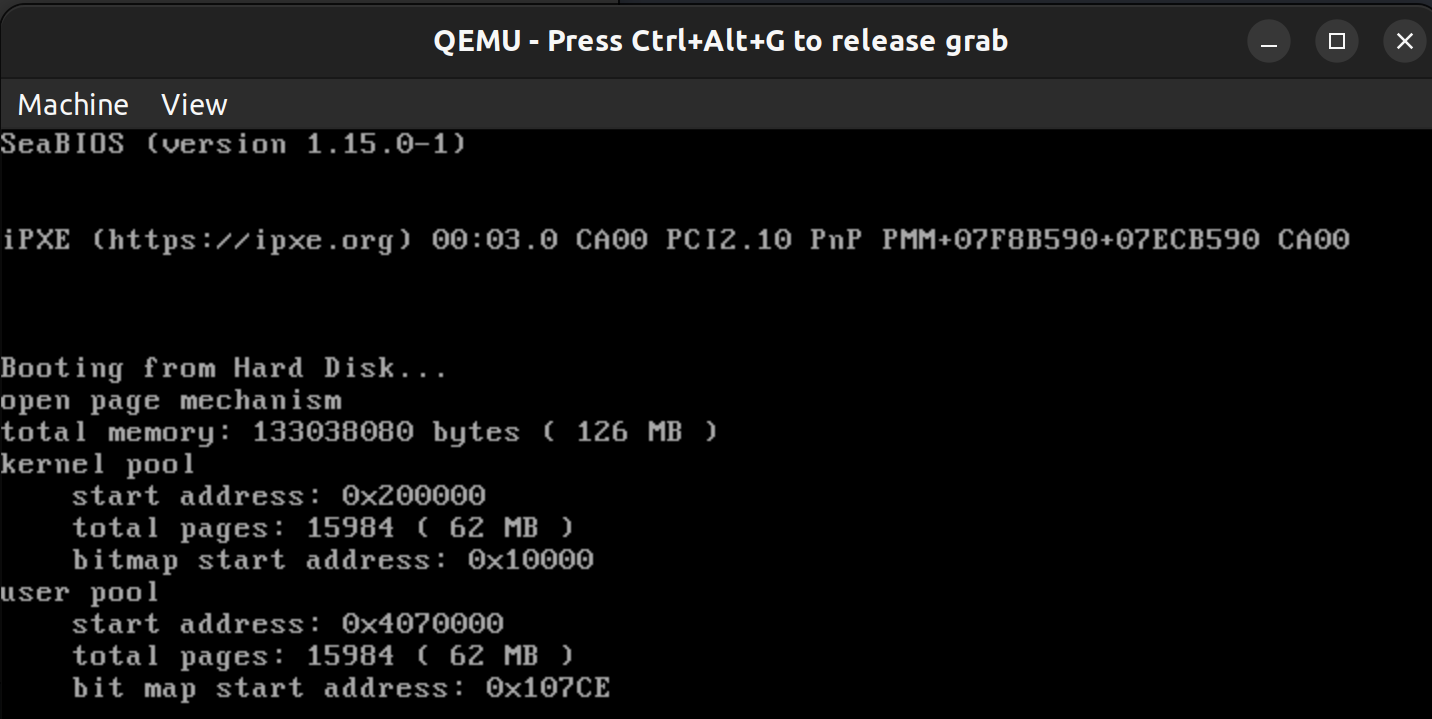 QEMU - Press Ctrl+Alt+G to release grab
Machine View
SeaBIOS (version 1.15.0-1)
iPXE (https://ipxe.org) 00:03.0 CA00 PCI2.10 PnP PMM+07F8B590+07ECB590 CA00
Booting from Hard Disk...
open page mechanism
total memory: 133038080 bytes ( 126 MB )
kernel pool
    start address: 0x200000
    total pages: 15984 ( 62 MB )
    bitmap start address: 0x10000
user pool
    start address: 0x4070000
    total pages: 15984 ( 62 MB )
    bit map start address: 0x107CE